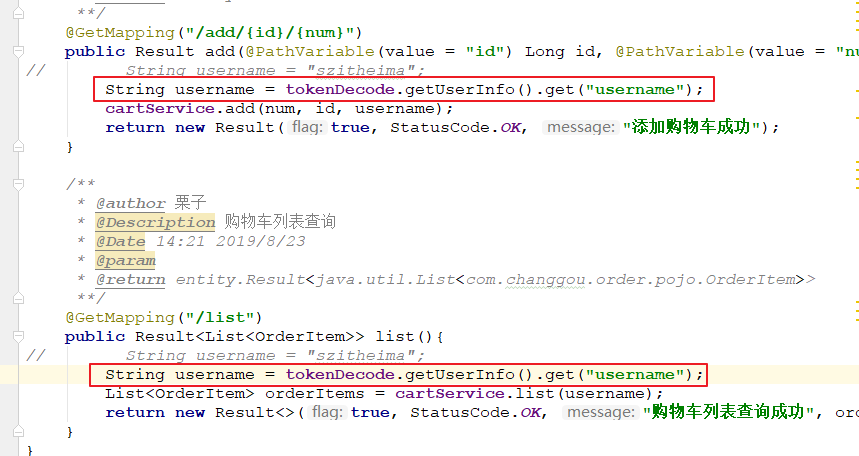 **/
@GetMapping("/add/{id}/{num}")
public Result add(@PathVariable(value = "id") Long id, @PathVariable(value = "nu
// String username = "szitheima";
String username = tokenDecode.getUserInfo().get("username");
cartService.add(num, id, username);
return new Result( flag: true, StatusCode.OK, message: "添加购物车成功");
}
/**
* @author 栗子
* @Description 购物车列表查询
* @Date 14:21 2019/8/23
* @param
* @return entity.Result<java.util.List<com.changgou.order.pojo.OrderItem>>
**/
@GetMapping("/list")
public Result<List<OrderItem>> list(){
// String username = "szitheima";
String username = tokenDecode.getUserInfo().get("username");
List<OrderItem> orderItems = cartService.list(username);
return new Result<>( flag: true, StatusCode.OK, message: "购物车列表查询成功", ord
}
}